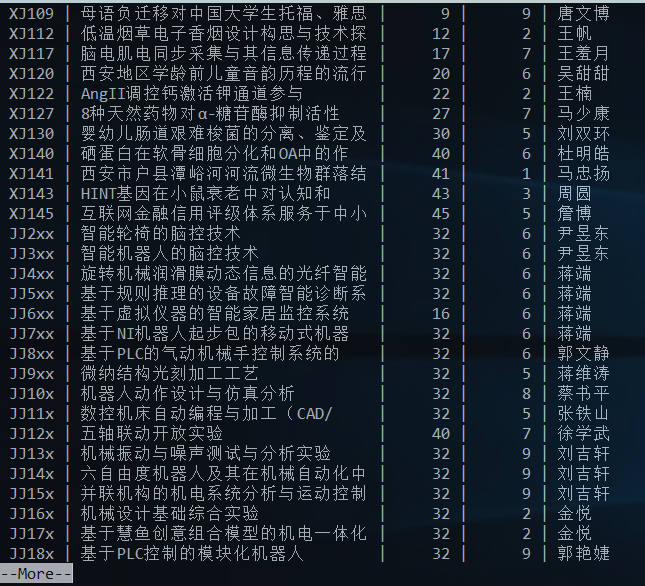 XJ109 | 母语负迁移对中国大学生托福、雅思 | 9 | 9 | 唐文博
XJ112 | 低温烟草电子香烟设计构思与技术探 | 12 | 2 | 王帆
XJ117 | 脑电肌电同步采集与其信息传递过程 | 17 | 7 | 王羞月
XJ120 | 西安地区学龄前儿童音韵历程的流行 | 20 | 6 | 吴甜甜
XJ122 | AngII调控钙激活钾通道参与 | 22 | 2 | 王楠
XJ127 | 8种天然药物对α-糖苷酶抑制活性 | 27 | 7 | 马少康
XJ130 | 婴幼儿肠道艰难梭菌的分离、鉴定及 | 30 | 5 | 刘双环
XJ140 | 硒蛋白在软骨细胞分化和OA中的作 | 40 | 6 | 杜明皓
XJ141 | 西安市户县潭峪河河流微生物群落结 | 41 | 1 | 马忠扬
XJ143 | HINT基因在小鼠衰老中对认知和 | 43 | 3 | 周圆
XJ145 | 互联网金融信用评级体系服务于中小 | 45 | 5 | 詹博
JJ2xx | 智能轮椅的脑控技术 | 32 | 6 | 尹昱东
JJ3xx | 智能机器人的脑控技术 | 32 | 6 | 尹昱东
JJ4xx | 旋转机械润滑膜动态信息的光纤智能 | 32 | 6 | 蒋端
JJ5xx | 基于规则推理的设备故障智能诊断系 | 32 | 6 | 蒋端
JJ6xx | 基于虚拟仪器的智能家居监控系统 | 16 | 6 | 蒋端
JJ7xx | 基于NI机器人起步包的移动式机器 | 32 | 6 | 蒋端
JJ8xx | 基于PLC的气动机械手控制系统的 | 32 | 6 | 郭文静
JJ9xx | 微纳结构光刻加工工艺 | 32 | 5 | 蒋维涛
JJ10x | 机器人动作设计与仿真分析 | 32 | 8 | 蔡书平
JJ11x | 数控机床自动编程与加工（CAD/ | 32 | 5 | 张铁山
JJ12x | 五轴联动开放实验 | 40 | 7 | 徐学武
JJ13x | 机械振动与噪声测试与分析实验 | 32 | 9 | 刘吉轩
JJ14x | 六自由度机器人及其在机械自动化中 | 32 | 9 | 刘吉轩
JJ15x | 并联机构的机电系统分析与运动控制 | 32 | 9 | 刘吉轩
JJ16x | 机械设计基础综合实验 | 32 | 2 | 金悦
JJ17x | 基于慧鱼创意组合模型的机电一体化 | 32 | 2 | 金悦
JJ18x | 基于PLC控制的模块化机器人 | 32 | 9 | 郭艳婕
--More--